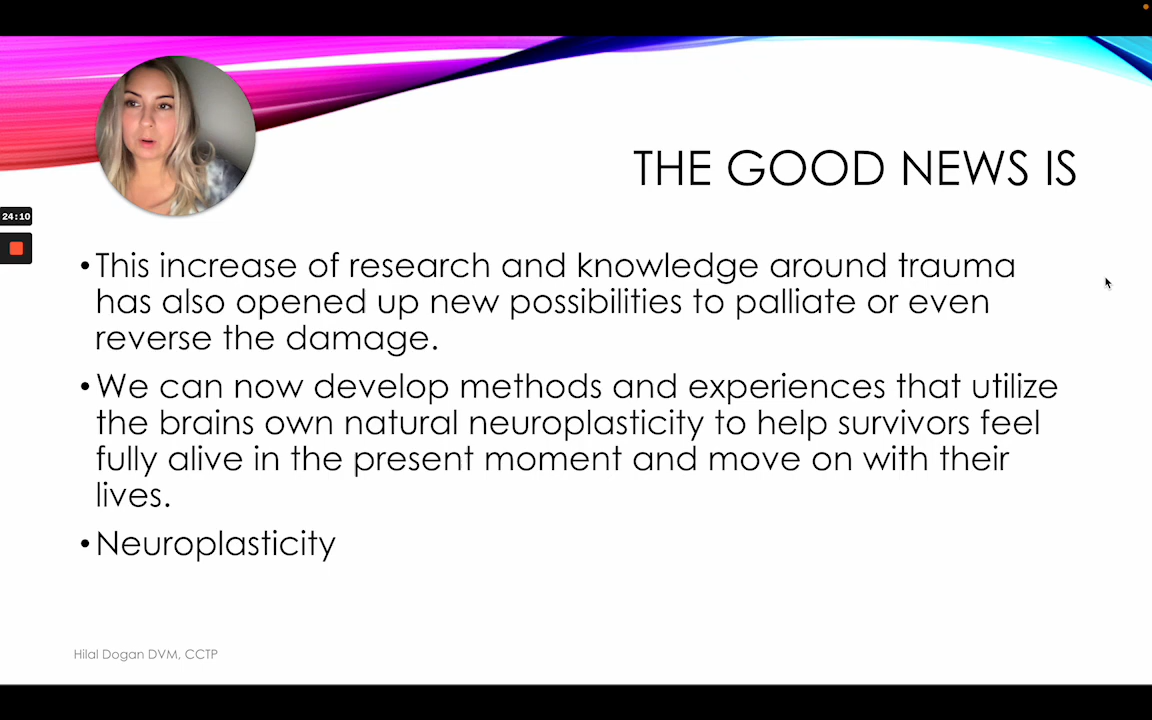 THE GOOD NEWS IS
24:10
•This increase of research and knowledge around trauma
has also opened up new possibilities to palliate or even
reverse the damage.
•We can now develop methods and experiences that utilize
the brains own natural neuroplasticity to help survivors feel
fully alive in the present moment and move on with their
lives.
•Neuroplasticity
Hilal Dogan DVM, CCTP